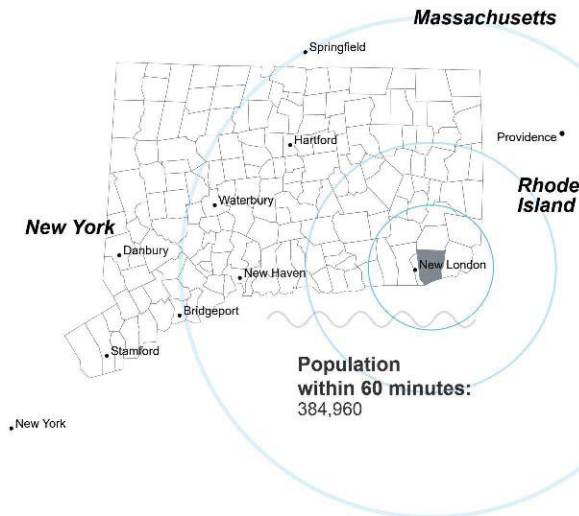 Massachusetts
Springfield
Providence
Hartford
Rhode
Island
Waterbury
New York
Danbury
New London
New Haven
Bridgeport
Stamford
Population
within 60 minutes:
384,960
New York